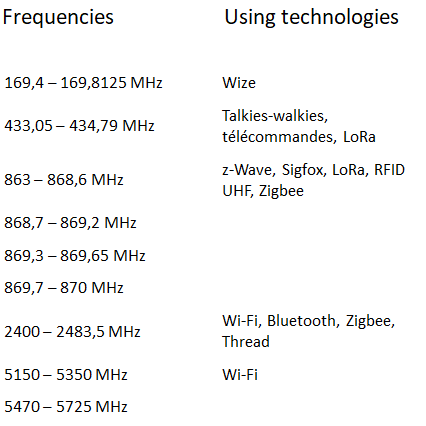 Frequencies Using technologies
169,4 – 169,8125 MHz Wize
433,05 – 434,79 MHz Talkies-walkies,
télécommandes, LoRa
863 – 868,6 MHz z-Wave, Sigfox, LoRa, RFID
UHF, Zigbee
868,7 – 869,2 MHz
869,3 – 869,65 MHz
869,7 – 870 MHz
2400 – 2483,5 MHz Wi-Fi, Bluetooth, Zigbee,
Thread
5150 – 5350 MHz Wi-Fi
5470 – 5725 MHz